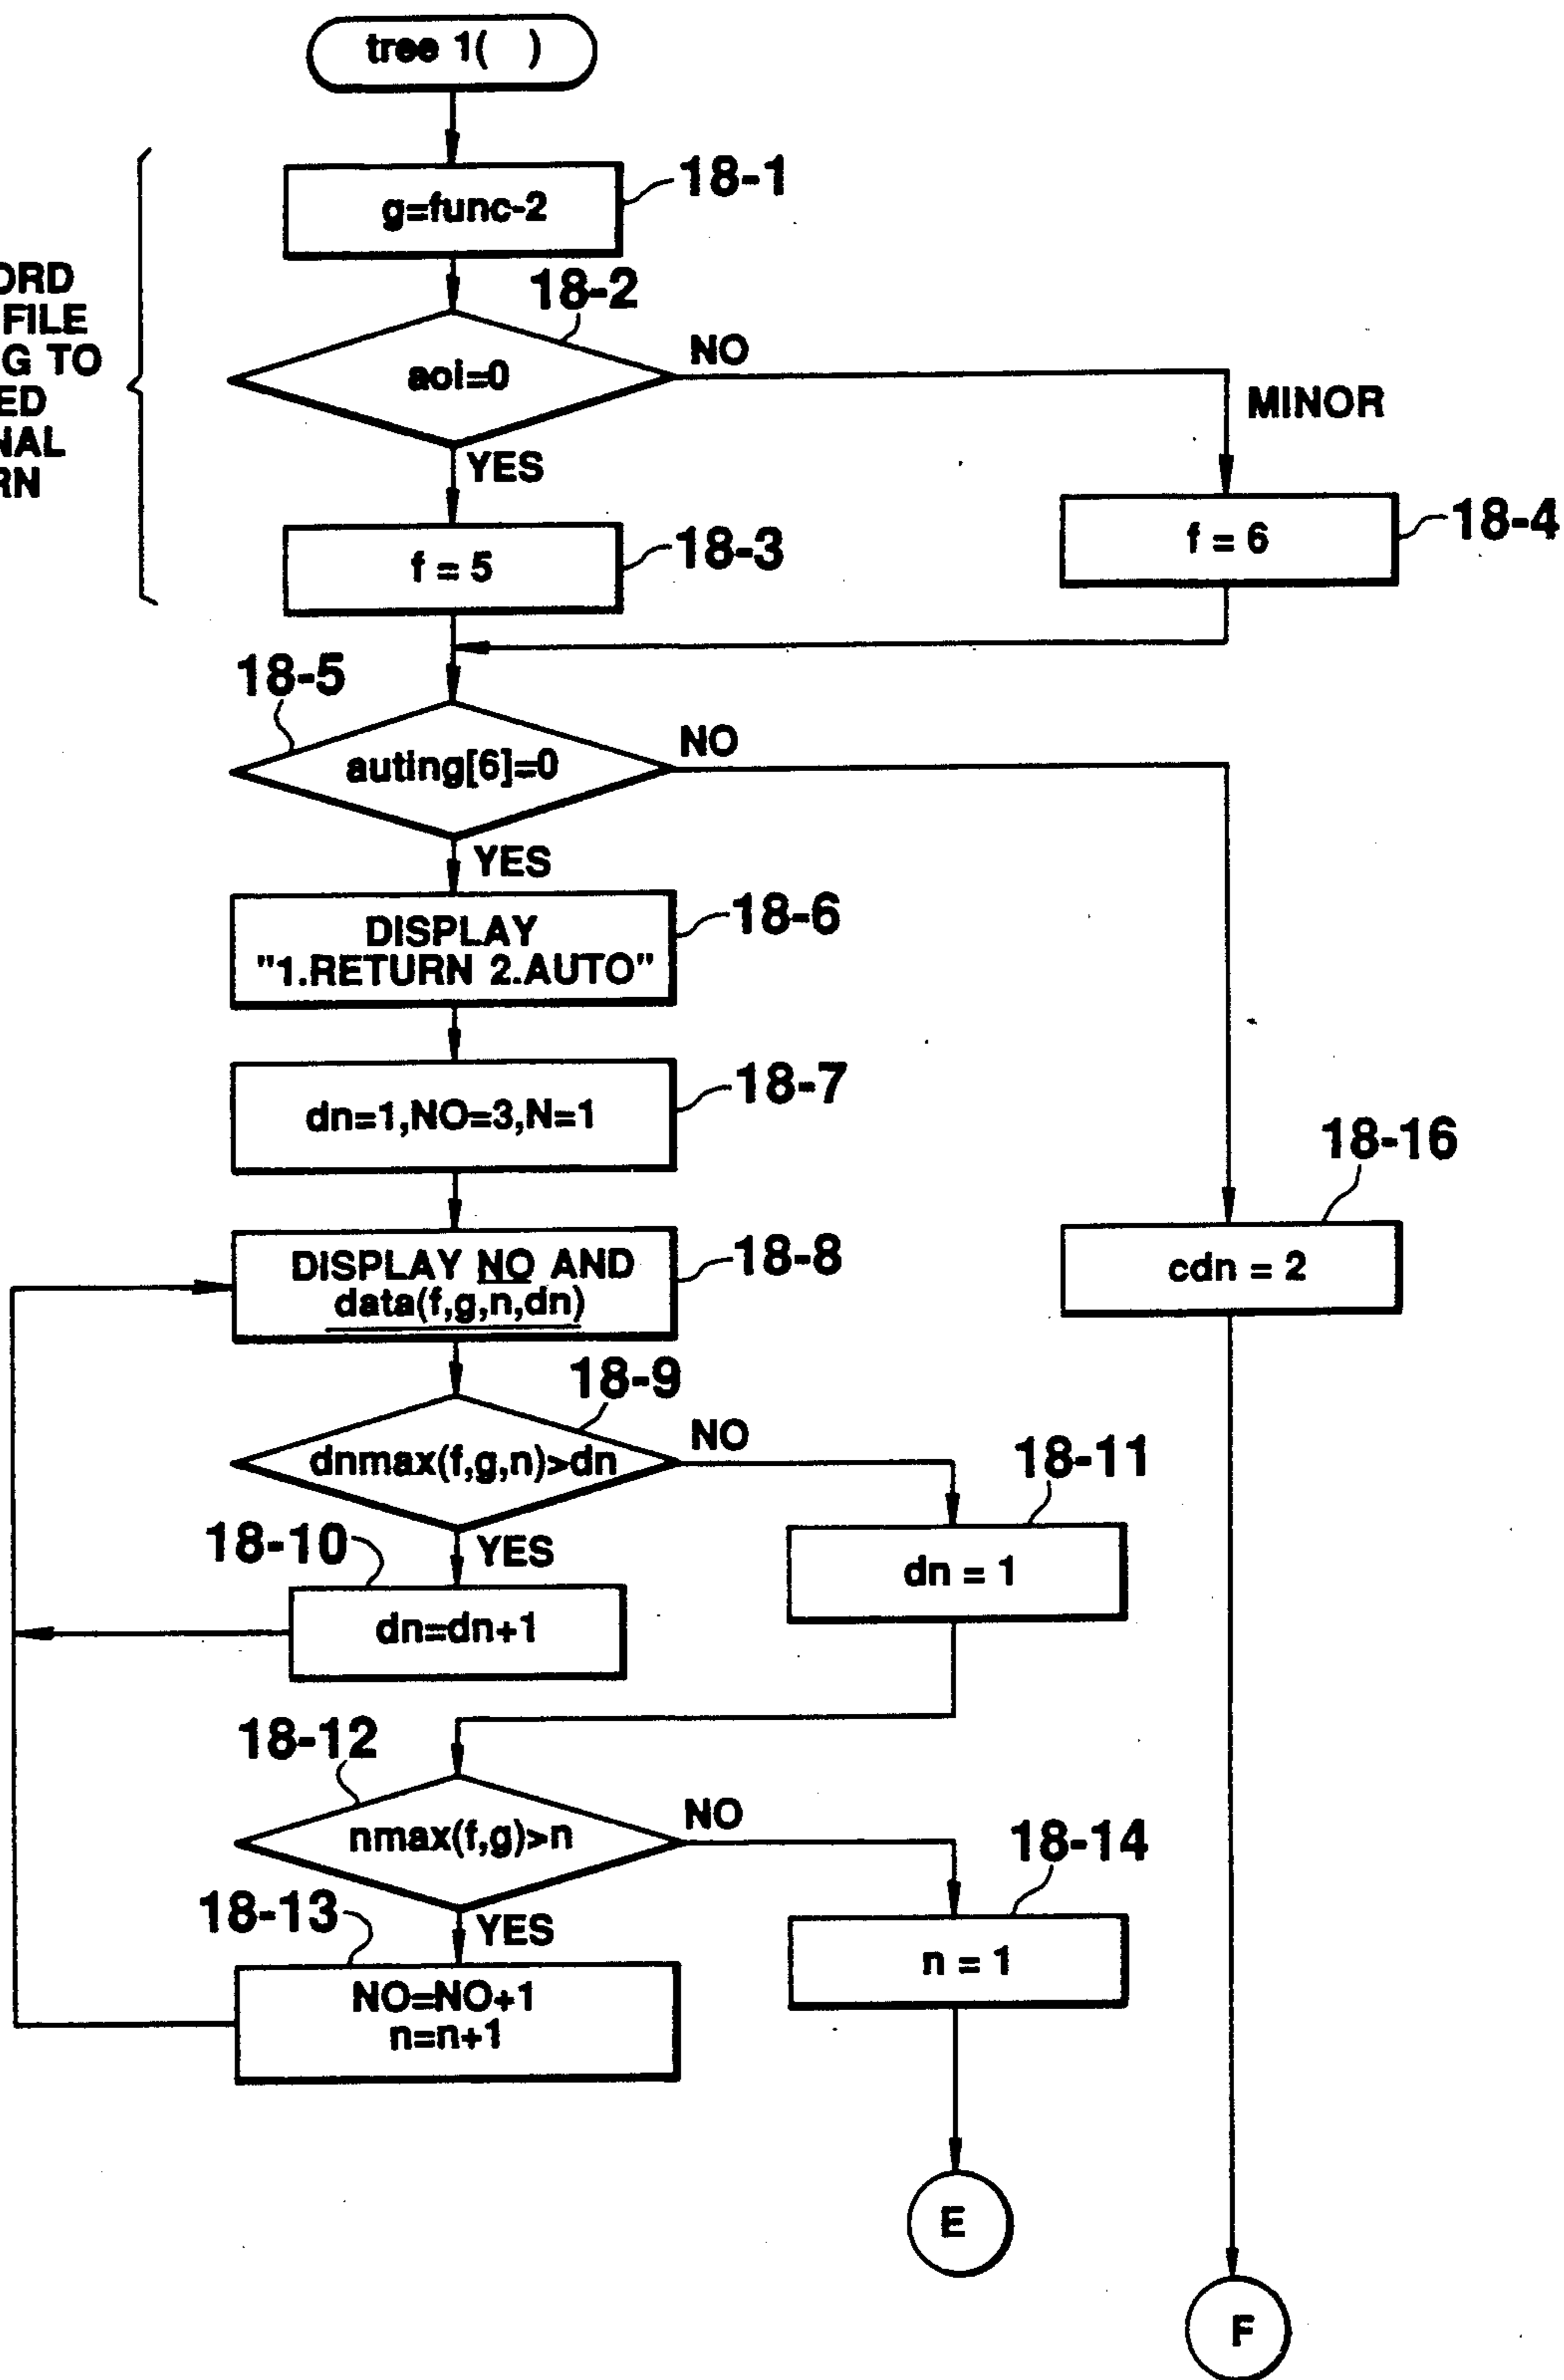 tree 1( )
g=func-2
18-1
FILE
G TO
18-2
aoi=0
NO
MINOR
YES
f = 5
18-3
f = 6
18-4
18-5
auting[6]=0
NO
YES
DISPLAY
"1.RETURN 2.AUTO"
18-6
dn=1,NO=3,N=1
18-7
18-16
cdn = 2
DISPLAY NO AND
data(f,g,n,dn)
18-8
18-9
dnmax(f,g,n)>dn
NO
18-11
dn = 1
18-10
YES
dn=dn+1
18-12
nmax(f,g)>n
NO
18-14
n = 1
18-13
YES
NO=NO+1
n=n+1
E
F